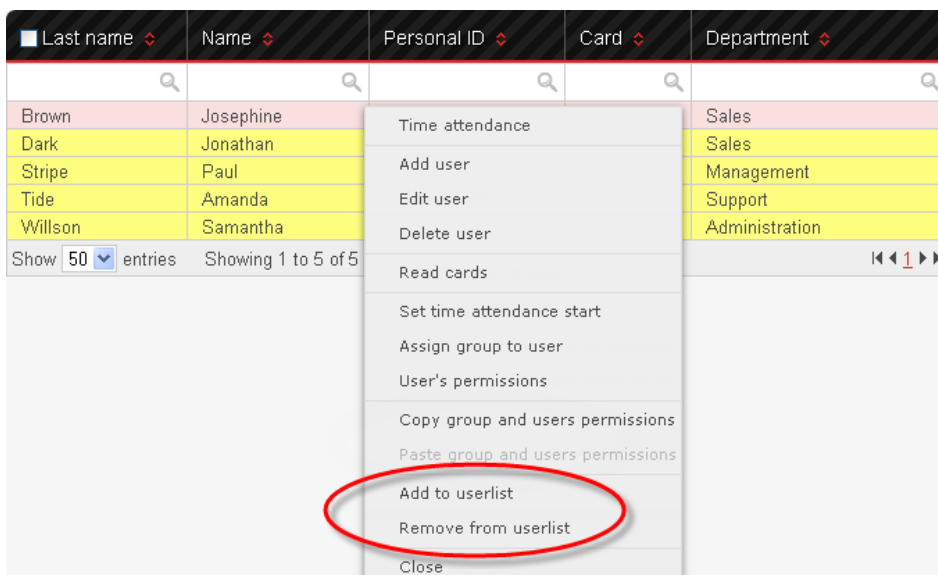 Last name Name Personal ID Card Department
Brown Josephine Sales
Dark Jonathan Sales
Stripe Paul Management
Tide Amanda Support
Willson Samantha Administration
Show 50 entries Showing 1 to 5 of 5 1
Time attendance
Add user
Edit user
Delete user
Read cards
Set time attendance start
Assign group to user
User's permissions
Copy group and users permissions
Paste group and users permissions
Add to userlist
Remove from userlist
Close